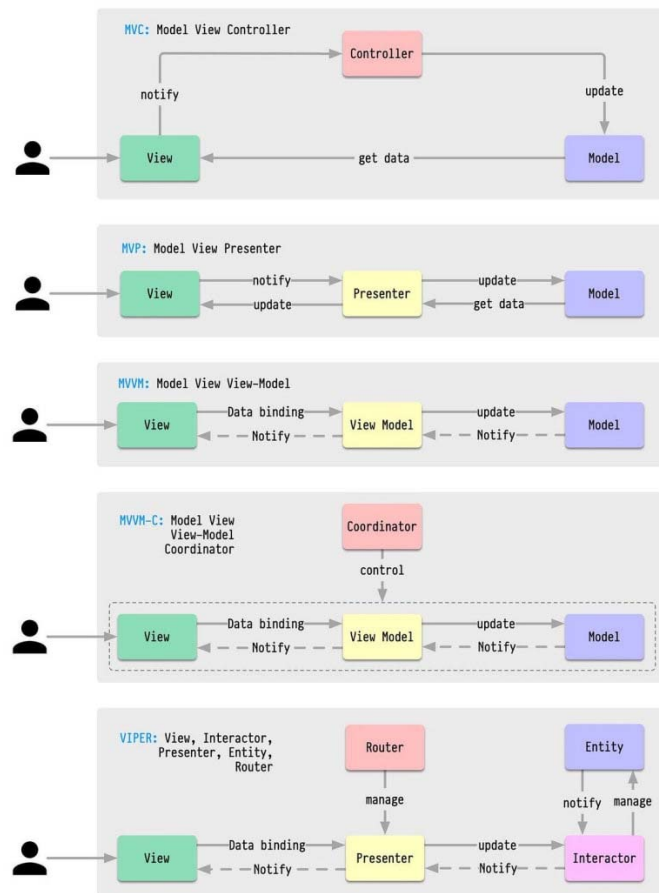 MVC: Model View Controller
Controller
notify
update
View
get data
Model
MVP: Model View Presenter
notify
update
View
Presenter
Model
update
get data
MVVM: Model View View-Model
Data binding
update
View
View Model
Model
Notify
Notify
MVVM-C: Model View
View-Model
Coordinator
Coordinator
control
Data binding
update
View
View Model
Model
Notify
Notify
VIPER: View, Interactor,
Presenter, Entity,
Router
Router
Entity
manage
notify
manage
Data binding
update
View
Presenter
Interactor
Notify
Notify